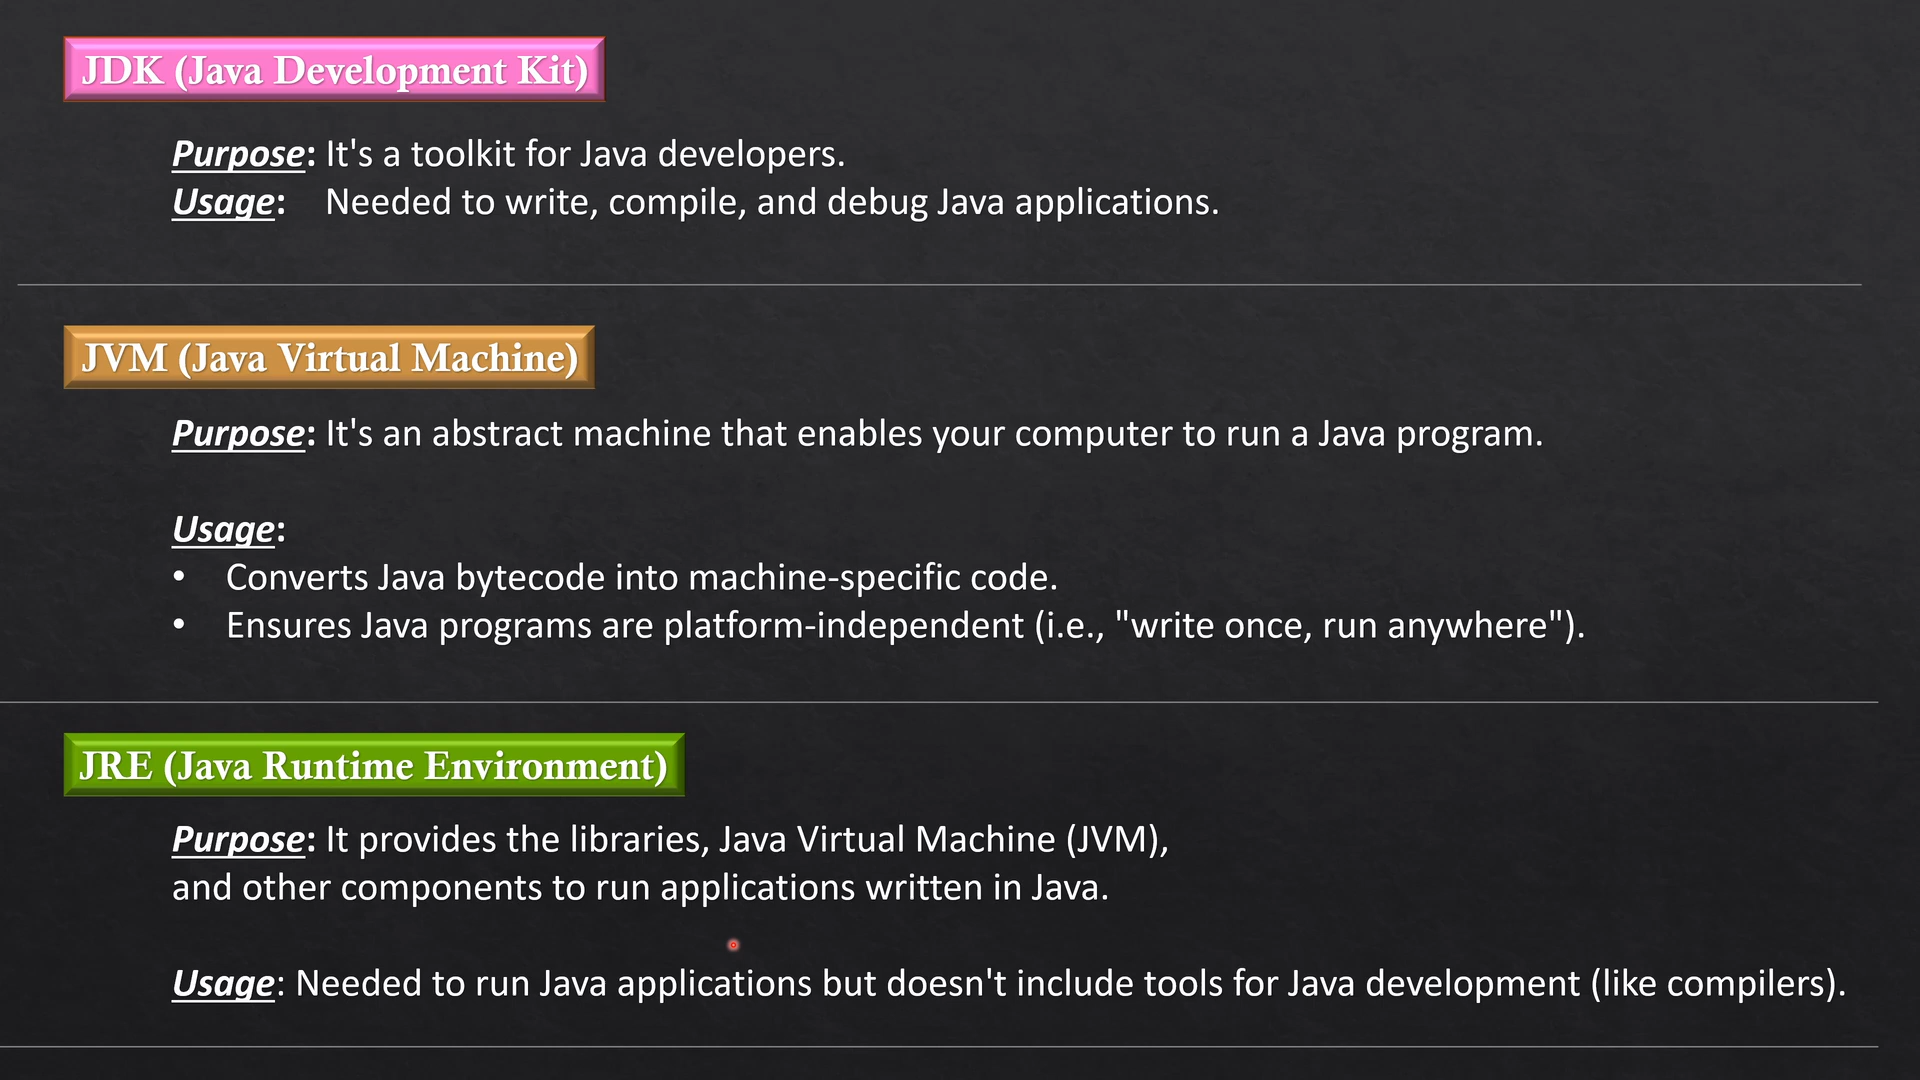 JDK (Java Development Kit)
Purpose: It's a toolkit for Java developers.
Usage: Needed to write, compile, and debug Java applications.
JVM (Java Virtual Machine)
Purpose: It's an abstract machine that enables your computer to run a Java program.
Usage:
• Converts Java bytecode into machine-specific code.
• Ensures Java programs are platform-independent (i.e., "write once, run anywhere").
JRE (Java Runtime Environment)
Purpose: It provides the libraries, Java Virtual Machine (JVM),
and other components to run applications written in Java.
Usage: Needed to run Java applications but doesn't include tools for Java development (like compilers).